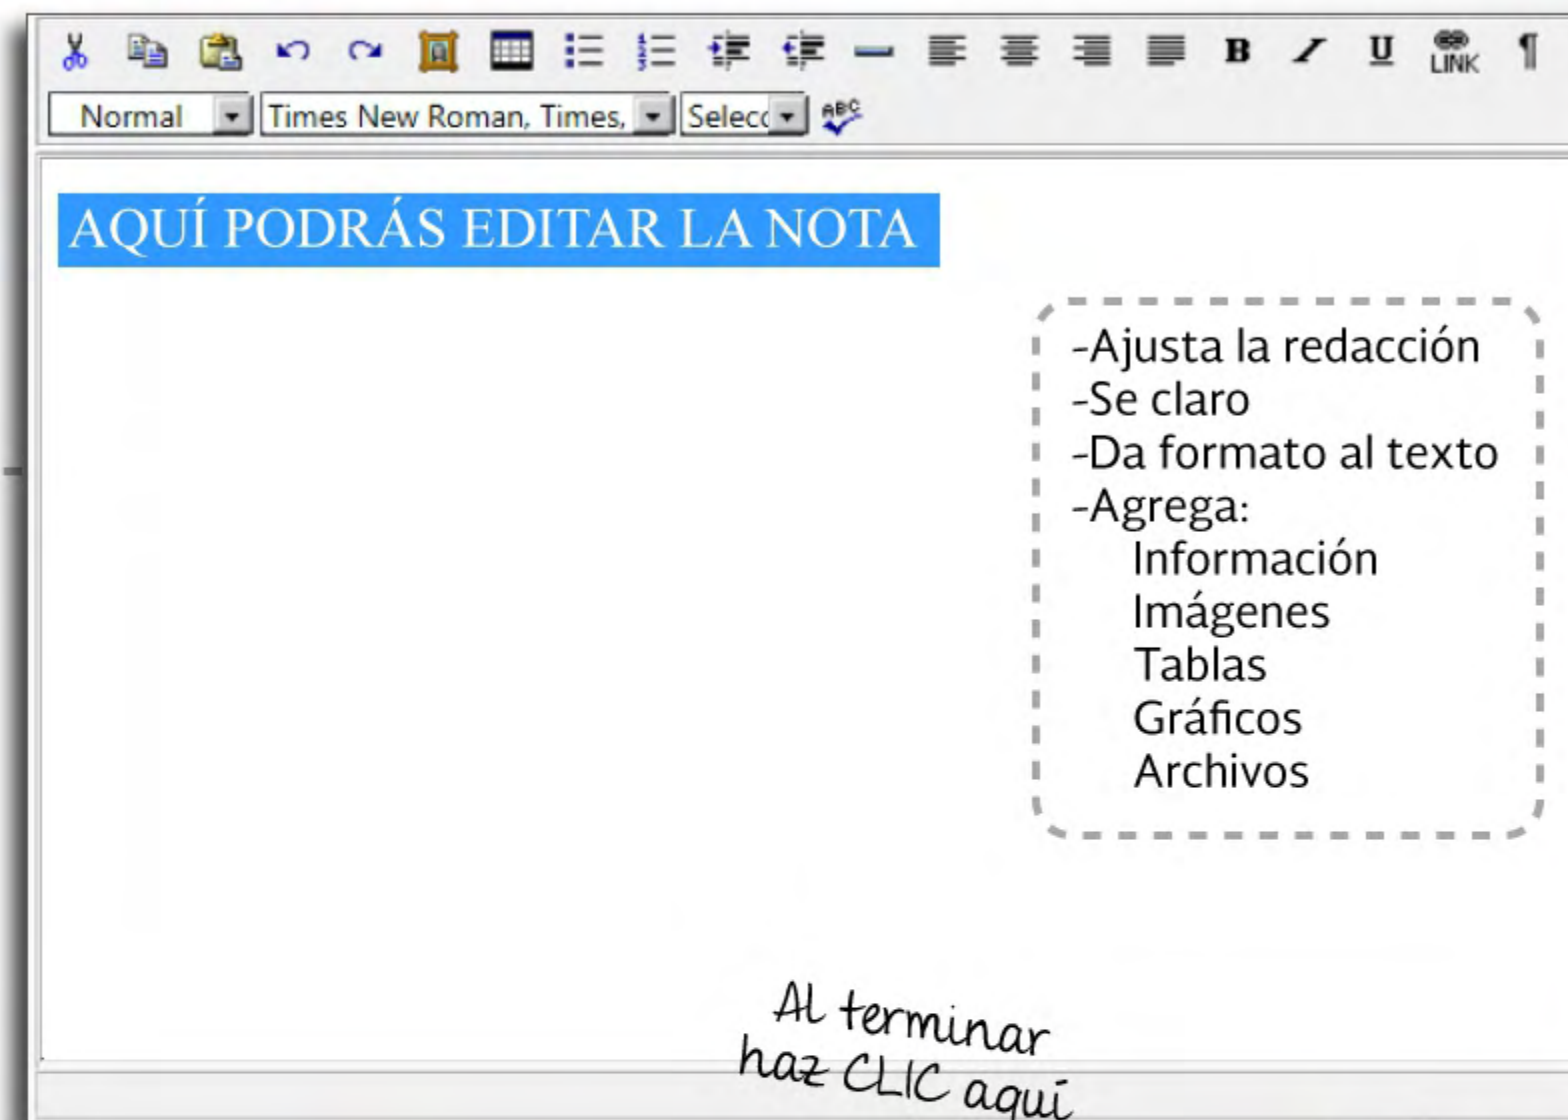 B I U LINK ¶
Normal Times New Roman, Times, Selecc ABC
AQUÍ PODRÁS EDITAR LA NOTA
-Ajusta la redacción
-Se claro
-Da formato al texto
-Agrega:
Información
Imágenes
Tablas
Gráficos
Archivos
Al terminar
haz CLIC aquí